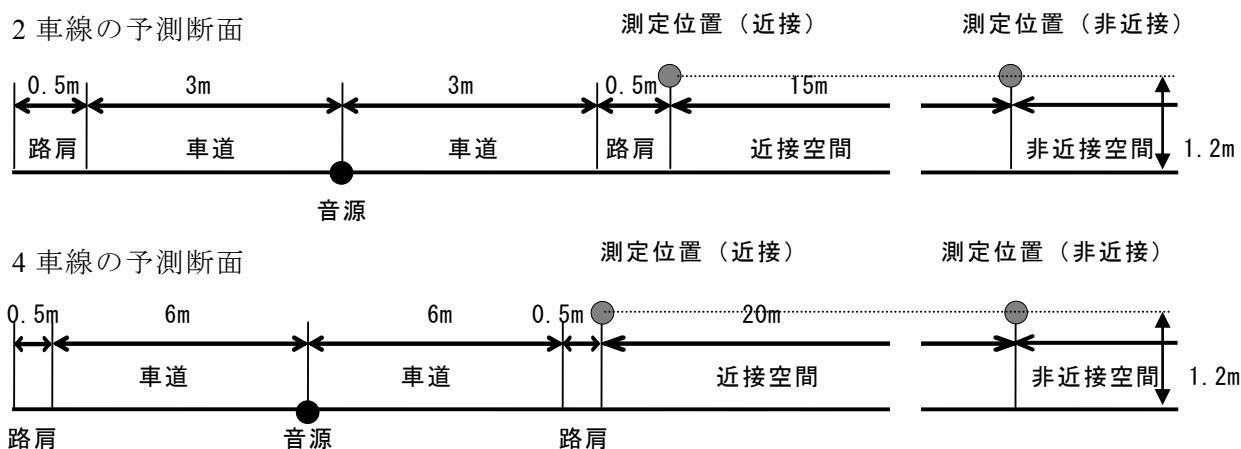 2 車線の予測断面
測定位置（近接） 測定位置（非近接）
0.5m 3m 3m 0.5m 15m
路肩 車道 車道 路肩 近接空間 非近接空間 1.2m
音源
4 車線の予測断面
測定位置（近接） 測定位置（非近接）
0.5m 6m 6m 0.5m 20m
車道 車道 近接空間 非近接空間 1.2m
路肩 音源 路肩